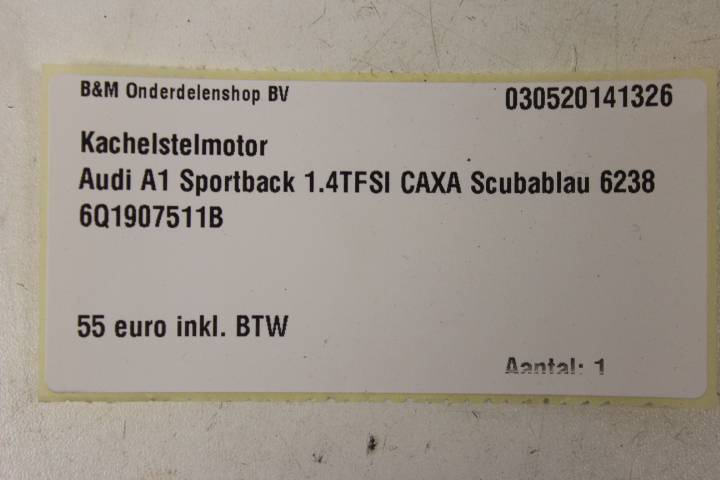 B&M Onderdelenshop BV
030520141326
Kachelstelmotor
Audi A1 Sportback 1.4TFSI CAXA Scubablau 6238
6Q1907511B
55 euro inkl. BTW
Aantal: 1